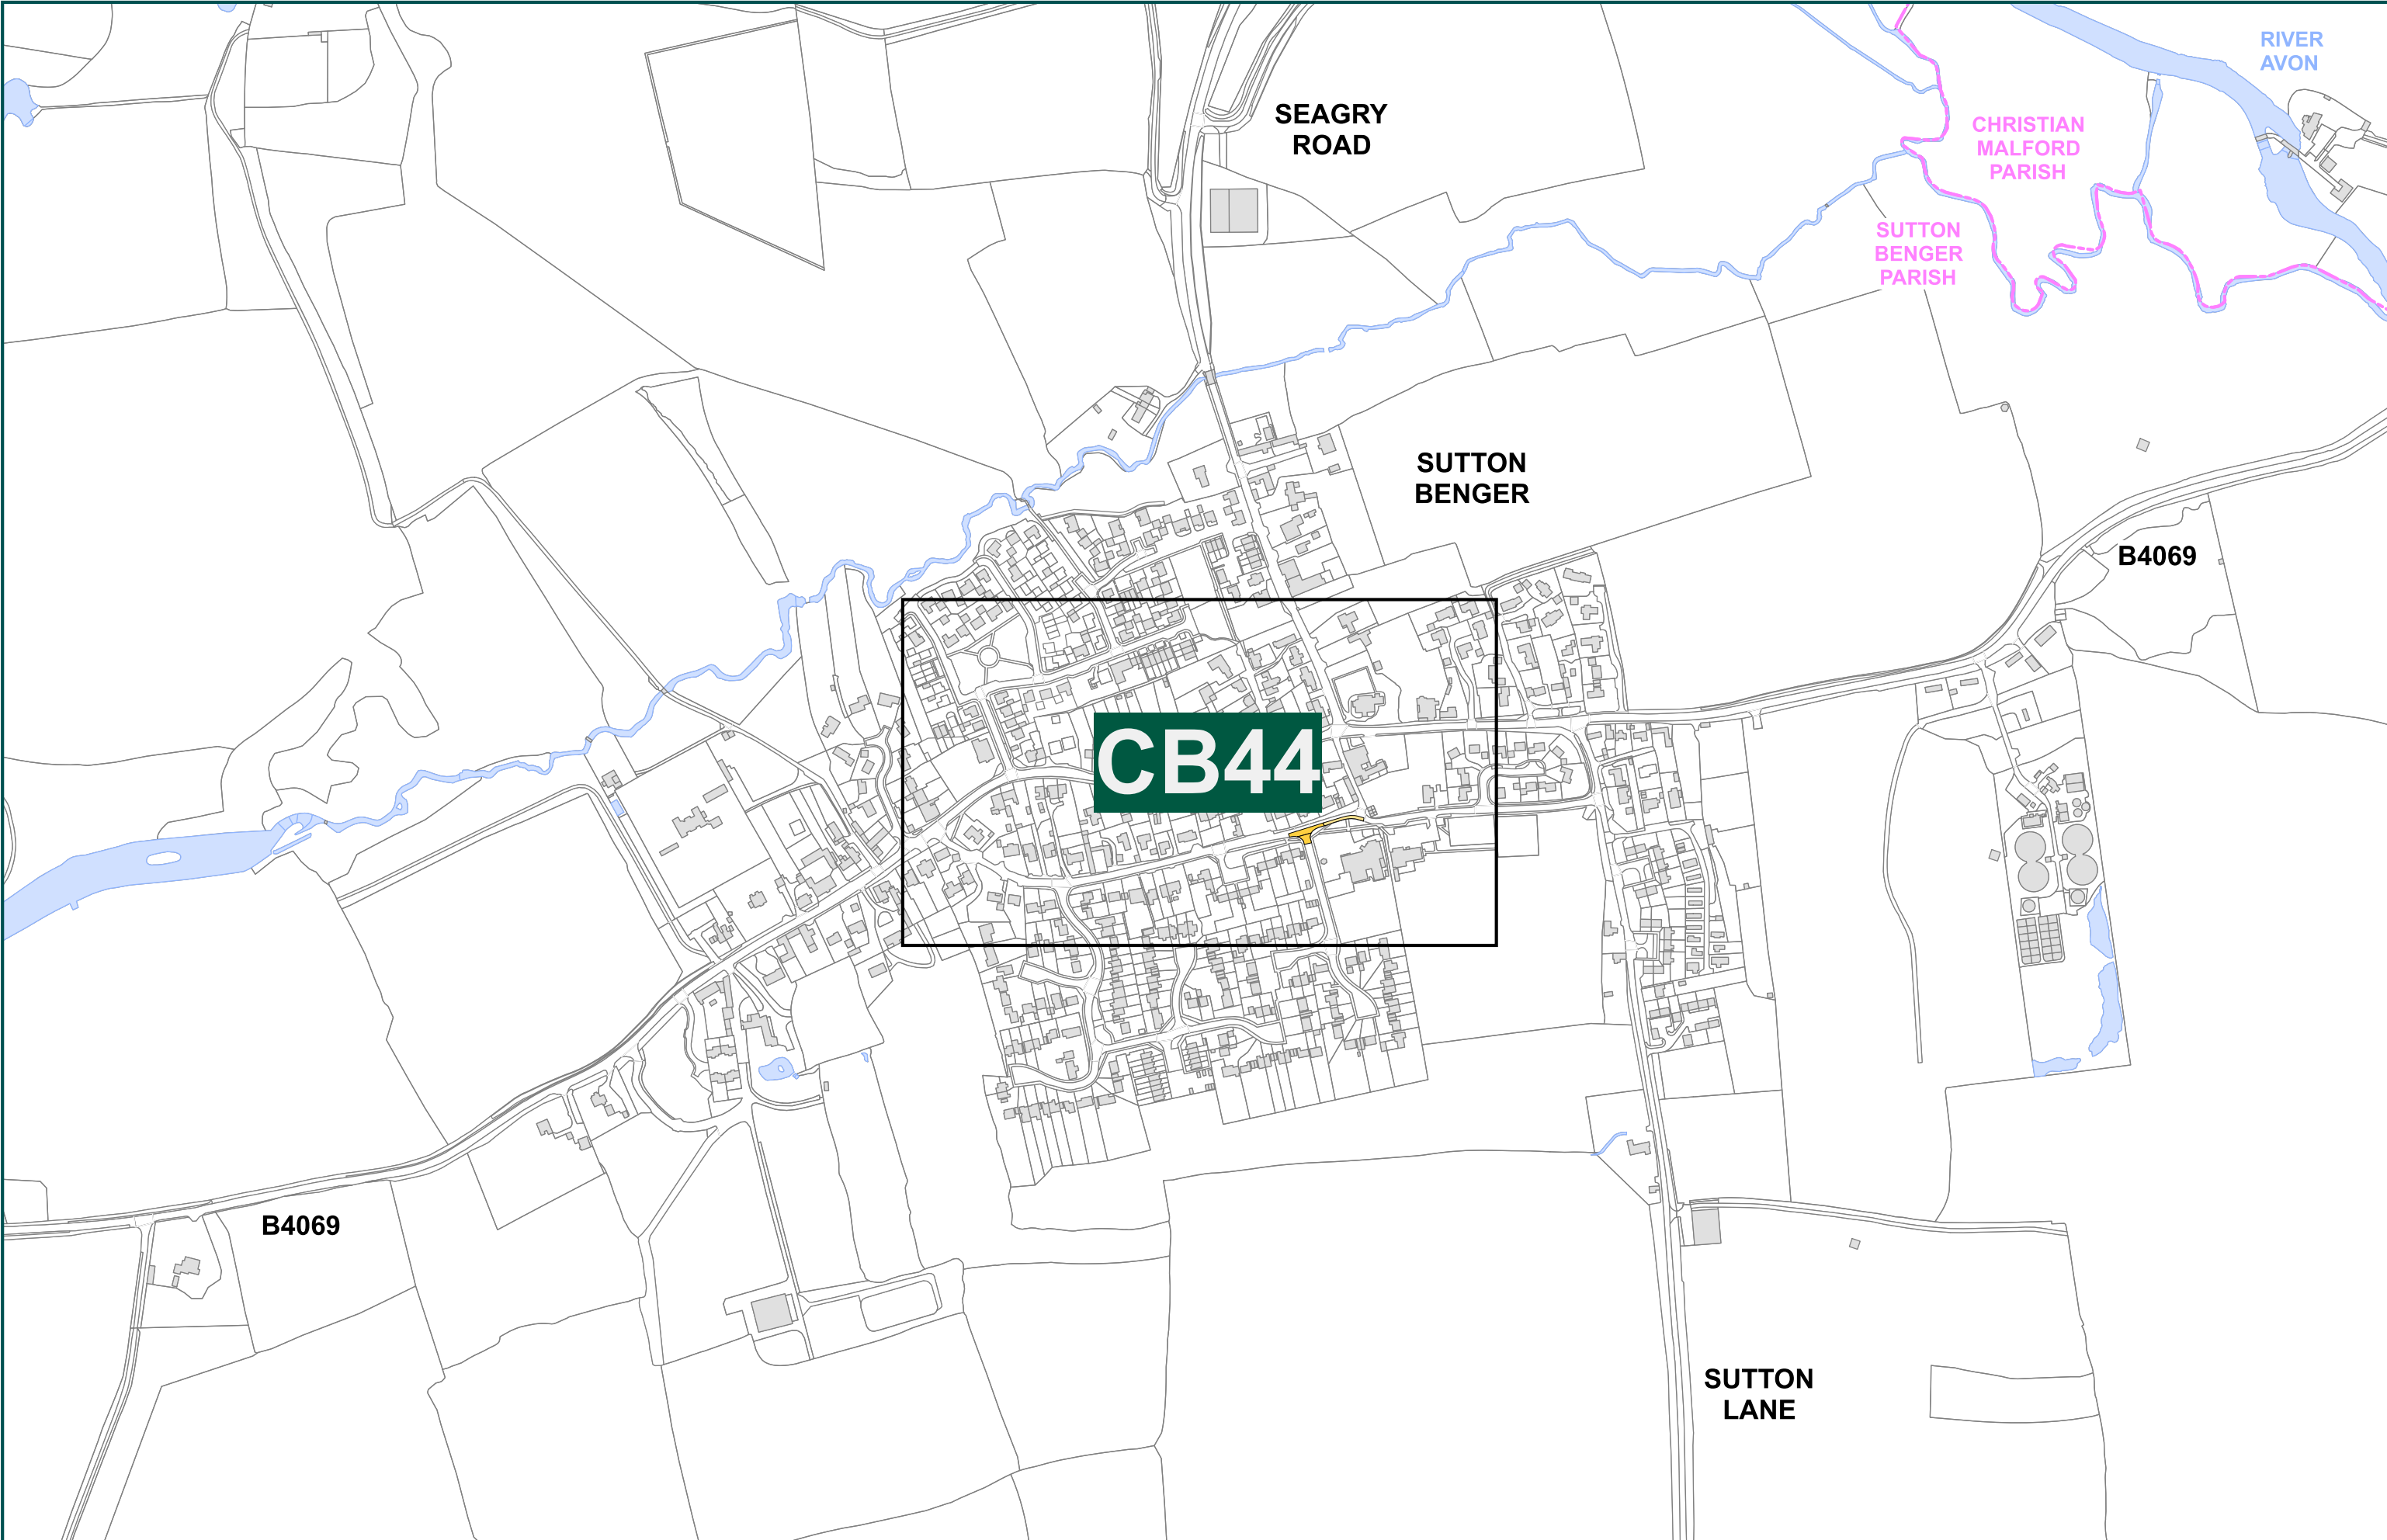 RIVER
AVON
SEAGRY
ROAD
CHRISTIAN
MALFORD
PARISH
SUTTON
BENGER
PARISH
SUTTON
BENGER
B4069
CB44
B4069
SUTTON
LANE